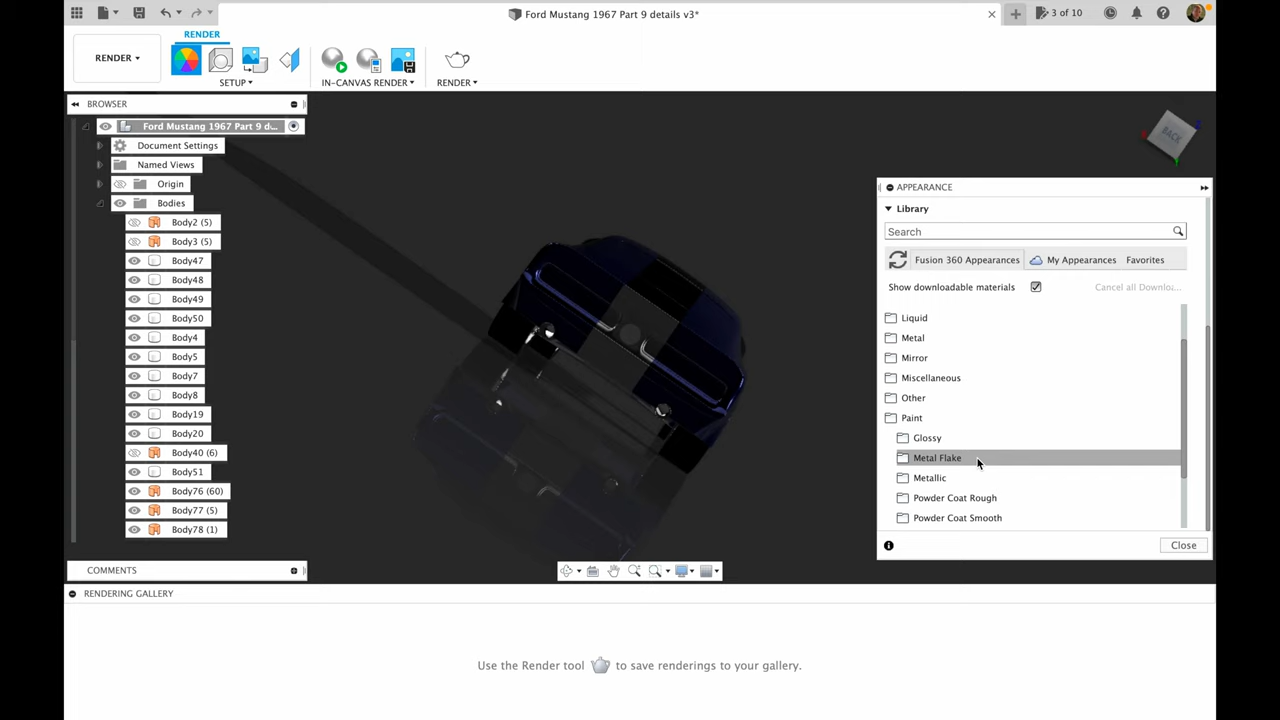 Ford Mustang 1967 Part 9 details v3*
3 of 10
RENDER
RENDER
SETUP
IN-CANVAS RENDER
RENDER
BROWSER
Ford Mustang 1967 Part 9 d...
Document Settings
Named Views
Origin
Bodies
Body2 (5)
Body3 (5)
Body47
Body48
Body49
Body50
Body4
Body5
Body7
Body8
Body19
Body20
Body40 (6)
Body51
Body76 (60)
Body77 (5)
Body78 (1)
BACK
APPEARANCE
Library
Search
Fusion 360 Appearances
My Appearances
Favorites
Show downloadable materials
Cancel all Downlo...
Liquid
Metal
Mirror
Miscellaneous
Other
Paint
Glossy
Metal Flake
Metallic
Powder Coat Rough
Powder Coat Smooth
Close
COMMENTS
RENDERING GALLERY
Use the Render tool to save renderings to your gallery.